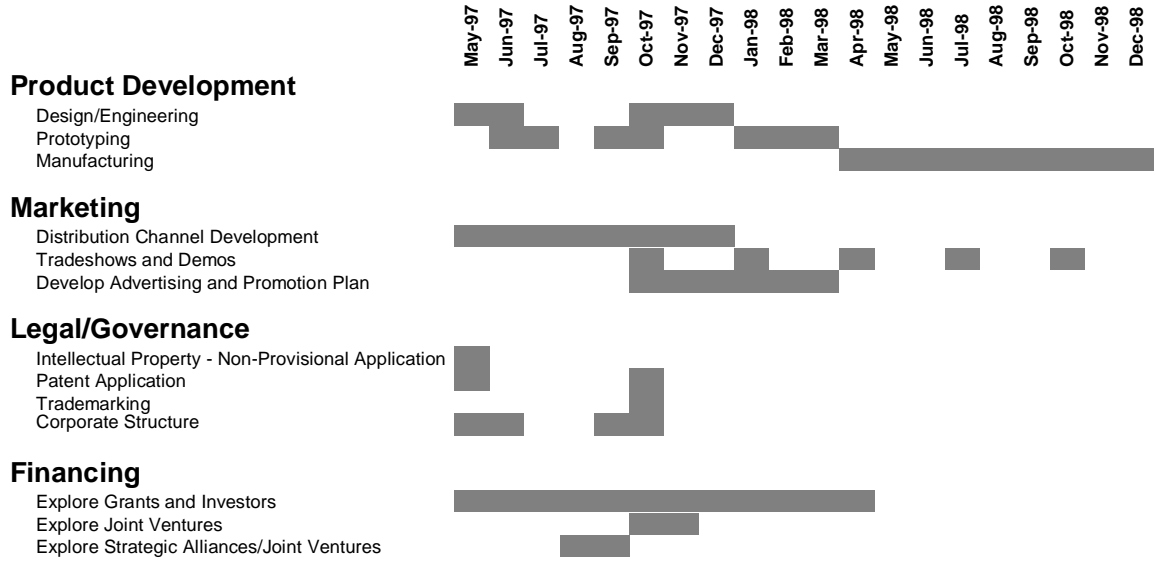 May-97 Jun-97 Jul-97 Aug-97 Sep-97 Oct-97 Nov-97 Dec-97 Jan-98 Feb-98 Mar-98 Apr-98 May-98 Jun-98 Jul-98 Aug-98 Sep-98 Oct-98 Nov-98 Dec-98
Product Development
Design/Engineering
Prototyping
Manufacturing
Marketing
Distribution Channel Development
Tradeshows and Demos
Develop Advertising and Promotion Plan
Legal/Governance
Intellectual Property - Non-Provisional Application
Patent Application
Trademarking
Corporate Structure
Financing
Explore Grants and Investors
Explore Joint Ventures
Explore Strategic Alliances/Joint Ventures